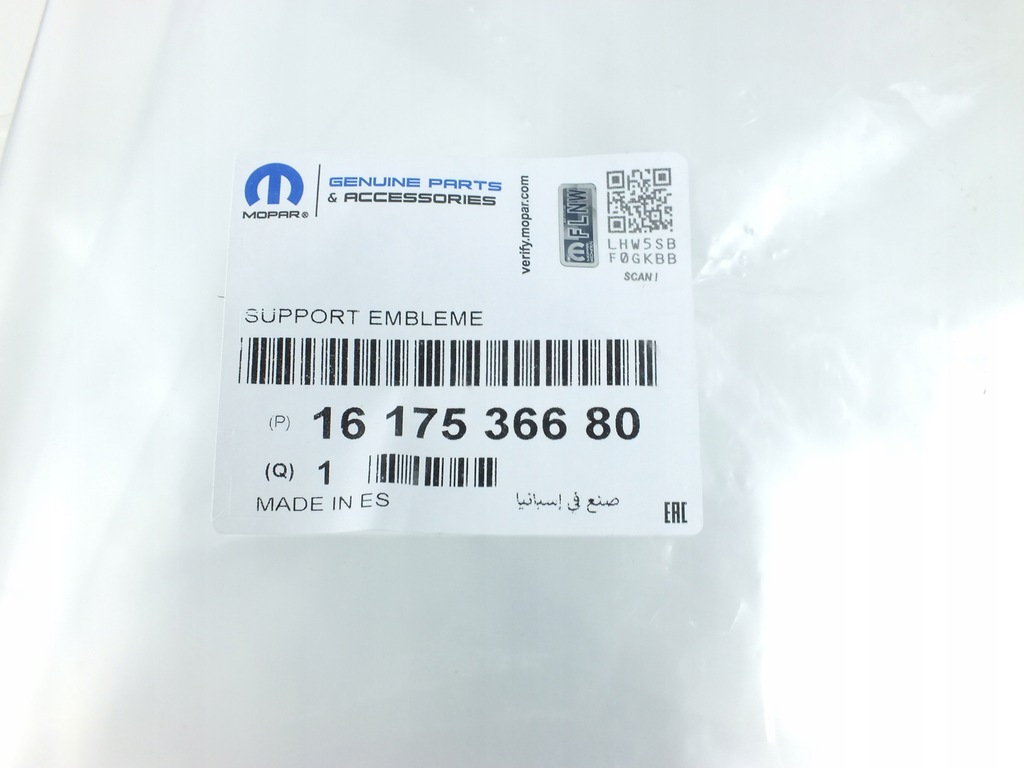 MOPAR®
GENUINE PARTS
& ACCESSORIES
verify.mopar.com
FLNW
LHW5SB
F0GKBB
SCAN!
SUPPORT EMBLEME
(P) 16 175 366 80
(Q) 1
MADE IN ES صنع في إسبانيا
EAC